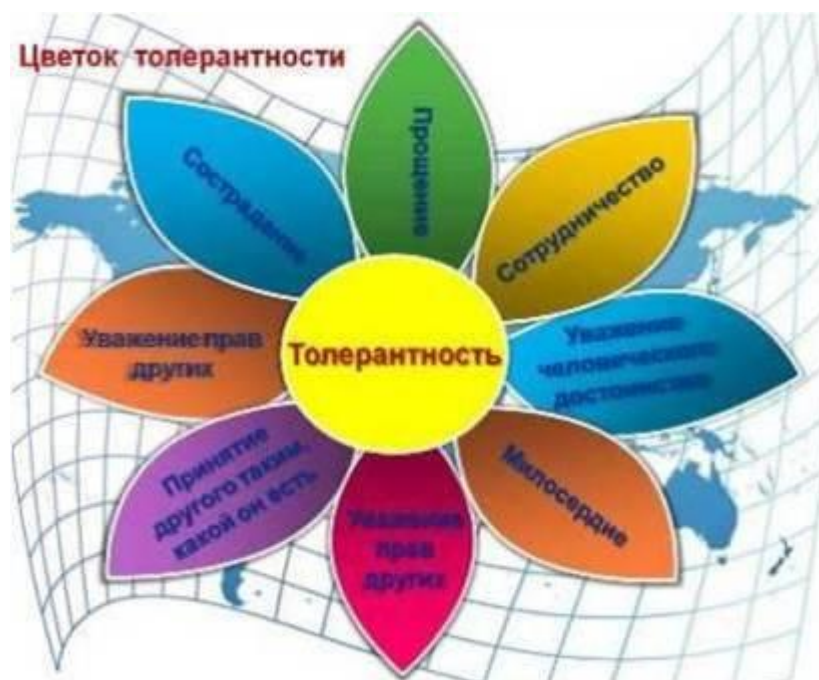 Цветок толерантности
Прощение
Сотрудничество
Уважение
человического
достоинства
Милосердие
Уважение
прав
других
Принятие
другого таким,
какой он есть
Уважение прав
других
Сострадание
Толерантность